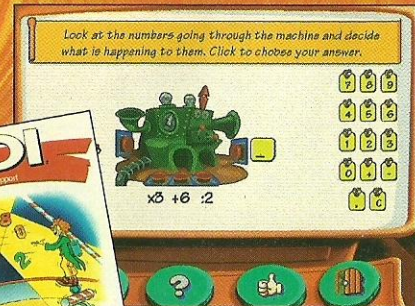 Look at the numbers going through the machine and decide
what is happening to them. Click to choose your answer.
7 8 9
4 5 6
1 2 3
0 + -
. C
x3 +6 :2